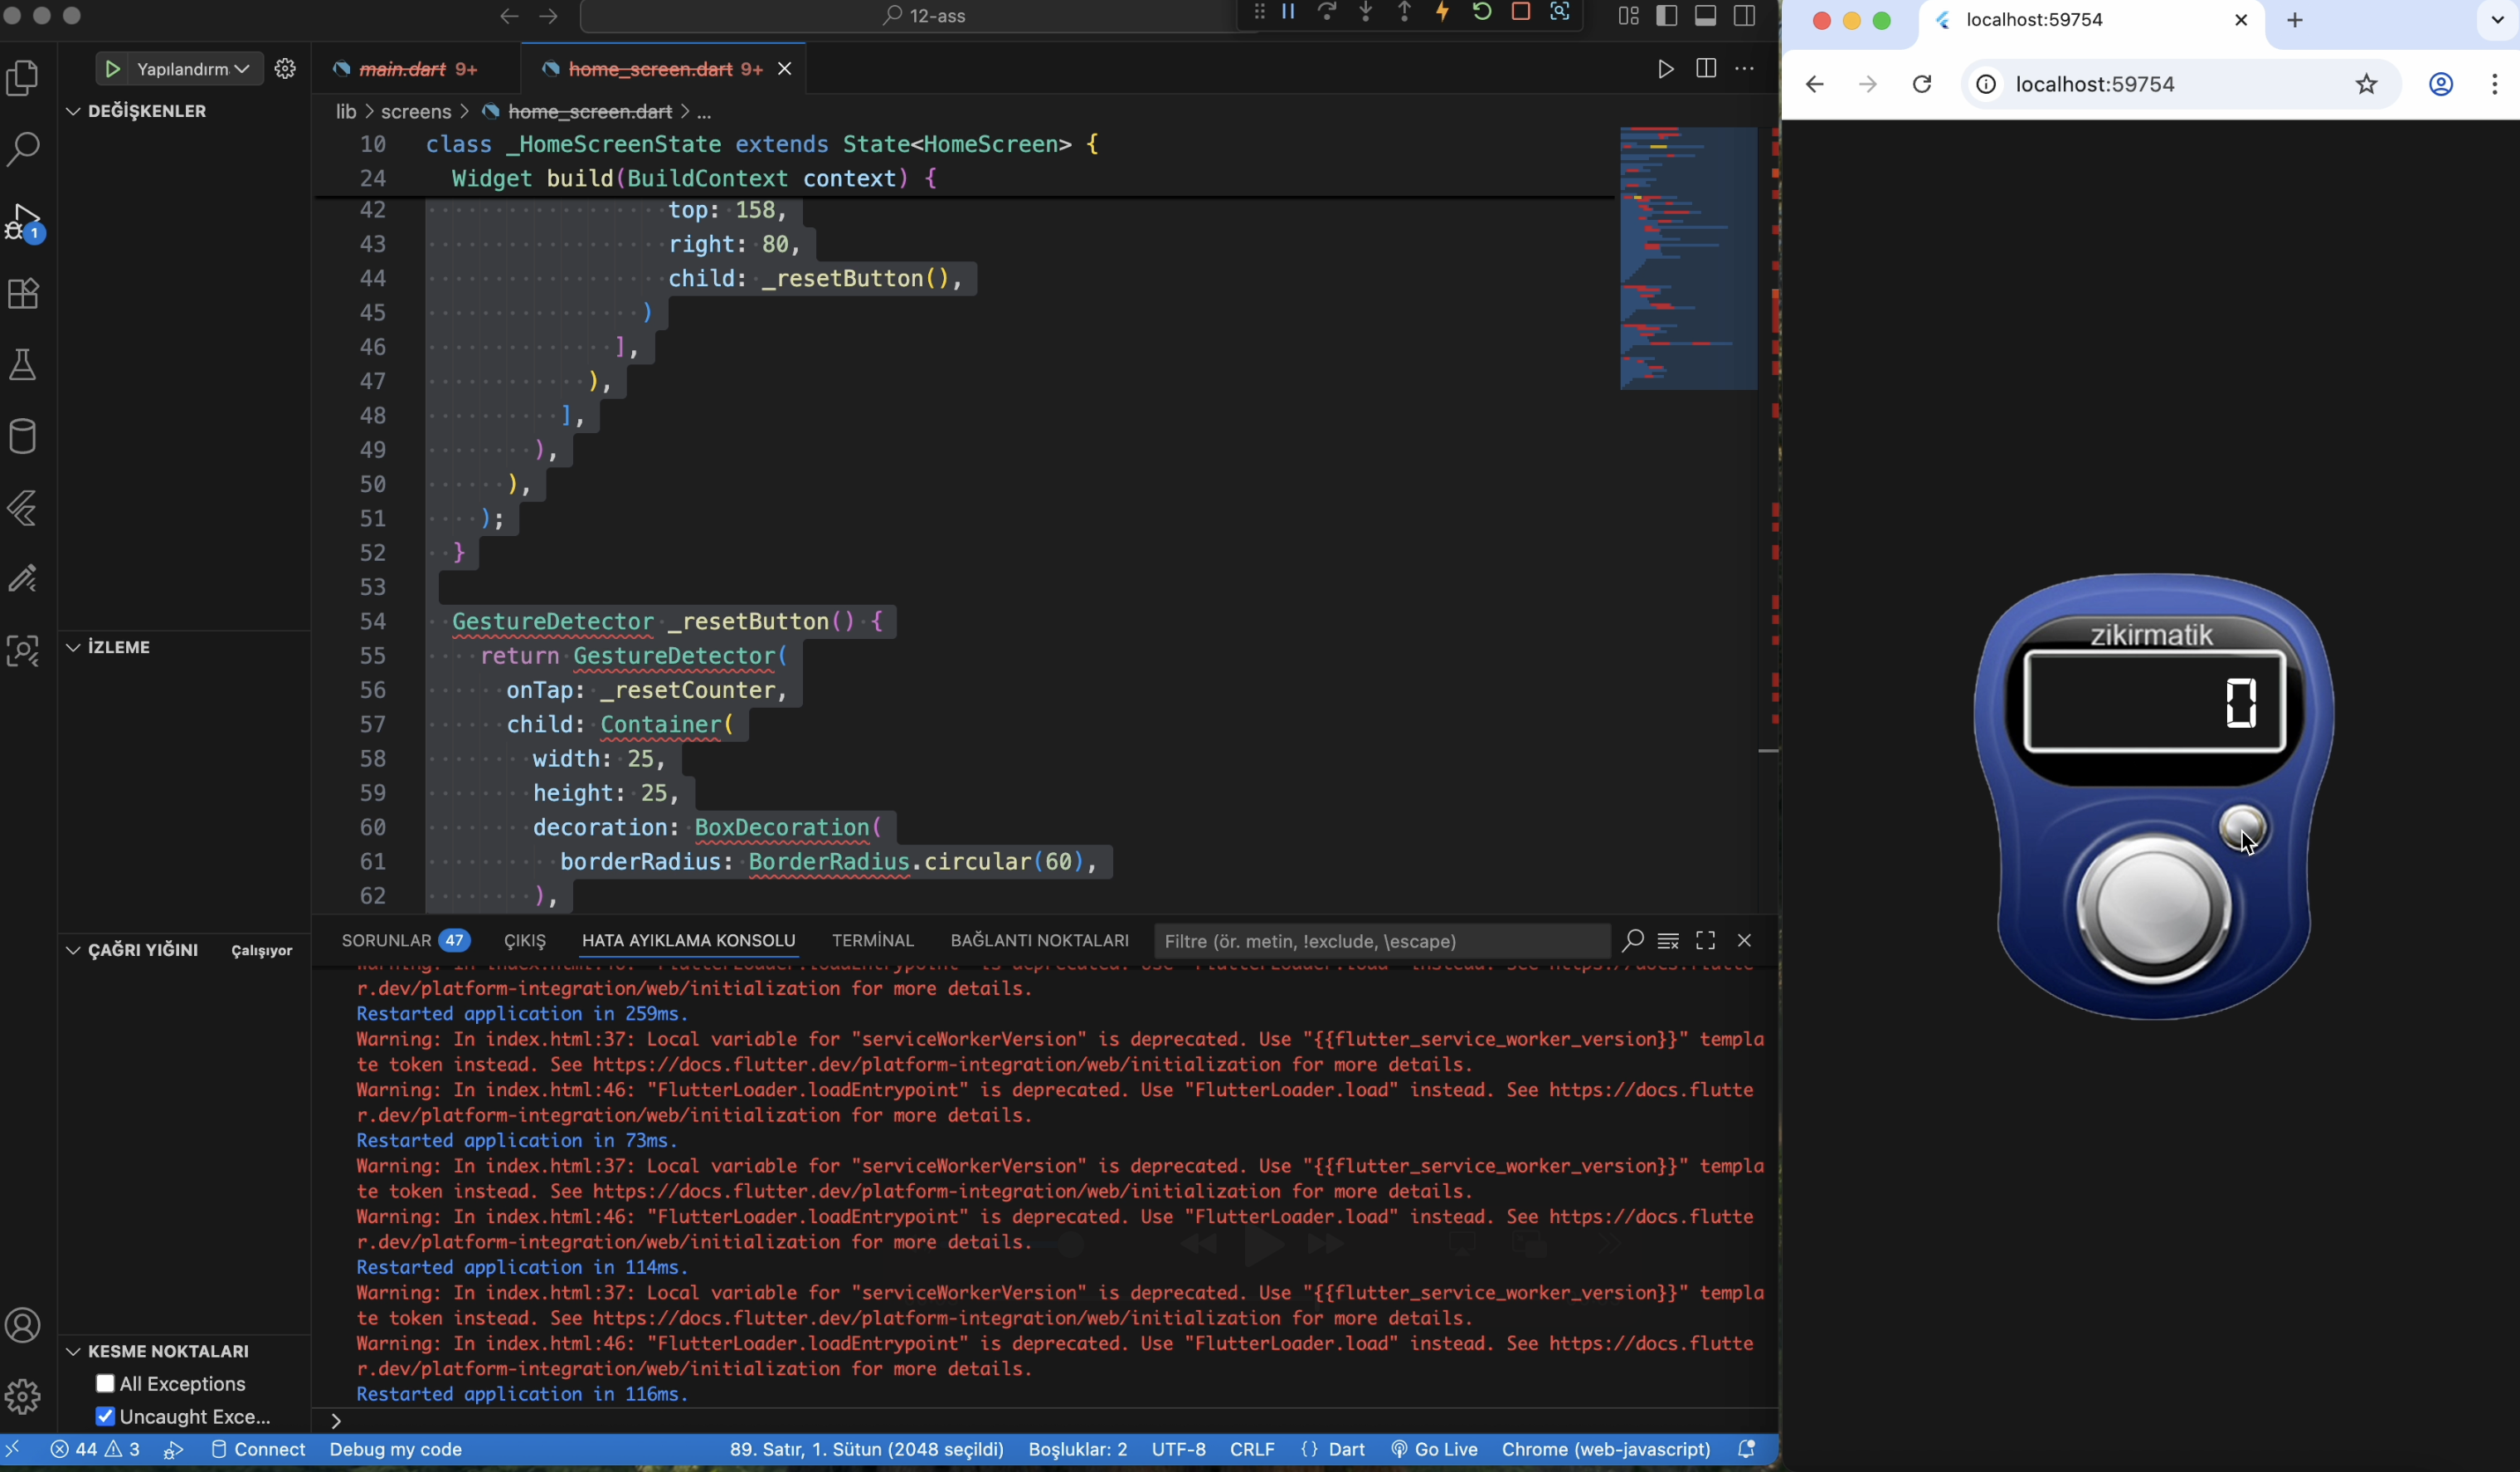 12-ass
Yapılandırm
main.dart 9+
home_screen.dart 9+
DEĞİŞKENLER
lib > screens > home_screen.dart > ...
10 class _HomeScreenState extends State<HomeScreen> {
24 Widget build(BuildContext context) {
42 top: 158,
43 right: 80,
44 child: _resetButton(),
45 )
46 ],
47 ),
48 ],
49 ),
50 ),
51 );
52 }
53
54 GestureDetector _resetButton() {
55 return GestureDetector(
56 onTap: _resetCounter,
57 child: Container(
58 width: 25,
59 height: 25,
60 decoration: BoxDecoration(
61 borderRadius: BorderRadius.circular(60),
62 ),
1
İZLEME
ÇAĞRI YIĞINI Çalışıyor
KESME NOKTALARI
All Exceptions
Uncaught Exce...
SORUNLAR 47 ÇIKIŞ HATA AYIKLAMA KONSOLU TERMİNAL BAĞLANTI NOKTALARI Filtre (ör. metin, !exclude, \escape)
r.dev/platform-integration/web/initialization for more details.
Restarted application in 259ms.
Warning: In index.html:37: Local variable for "serviceWorkerVersion" is deprecated. Use "{{flutter_service_worker_version}}" templa
te token instead. See https://docs.flutter.dev/platform-integration/web/initialization for more details.
Warning: In index.html:46: "FlutterLoader.loadEntrypoint" is deprecated. Use "FlutterLoader.load" instead. See https://docs.flutte
r.dev/platform-integration/web/initialization for more details.
Restarted application in 73ms.
Warning: In index.html:37: Local variable for "serviceWorkerVersion" is deprecated. Use "{{flutter_service_worker_version}}" templa
te token instead. See https://docs.flutter.dev/platform-integration/web/initialization for more details.
Warning: In index.html:46: "FlutterLoader.loadEntrypoint" is deprecated. Use "FlutterLoader.load" instead. See https://docs.flutte
r.dev/platform-integration/web/initialization for more details.
Restarted application in 114ms.
Warning: In index.html:37: Local variable for "serviceWorkerVersion" is deprecated. Use "{{flutter_service_worker_version}}" templa
te token instead. See https://docs.flutter.dev/platform-integration/web/initialization for more details.
Warning: In index.html:46: "FlutterLoader.loadEntrypoint" is deprecated. Use "FlutterLoader.load" instead. See https://docs.flutte
r.dev/platform-integration/web/initialization for more details.
Restarted application in 116ms.
>
44 3 Connect Debug my code 89. Satır, 1. Sütun (2048 seçildi) Boşluklar: 2 UTF-8 CRLF {} Dart Go Live Chrome (web-javascript)
localhost:59754
localhost:59754
zikirmatik
0